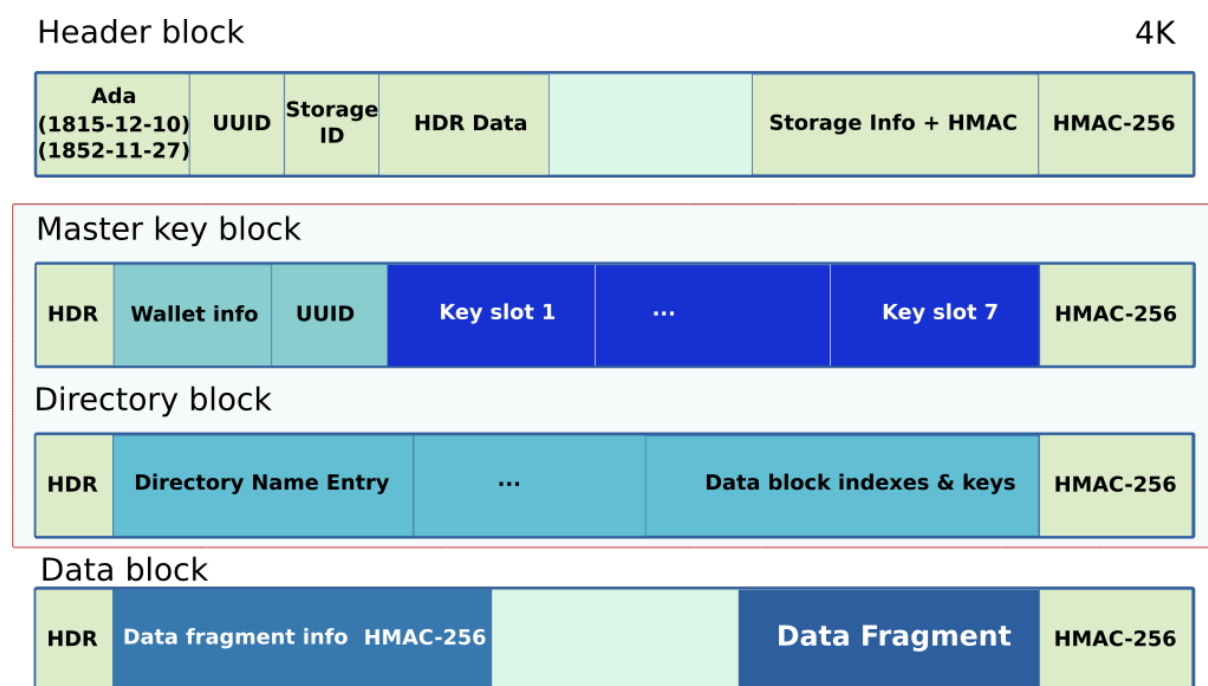 Header block
4K
Ada
(1815-12-10)
(1852-11-27)
UUID
Storage
ID
HDR Data
Storage Info + HMAC
HMAC-256
Master key block
HDR
Wallet info
UUID
Key slot 1
...
Key slot 7
HMAC-256
Directory block
HDR
Directory Name Entry
...
Data block indexes & keys
HMAC-256
Data block
HDR
Data fragment info HMAC-256
Data Fragment
HMAC-256